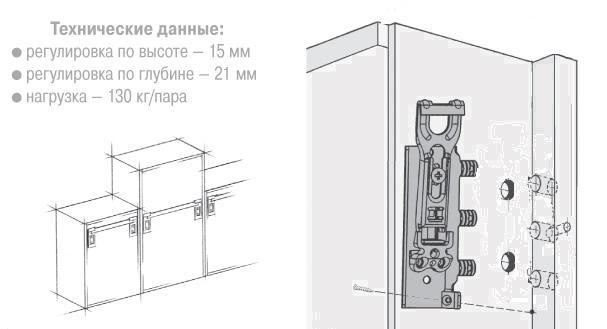 Технические данные:
● регулировка по высоте – 15 мм
● регулировка по глубине – 21 мм
● нагрузка – 130 кг/пара